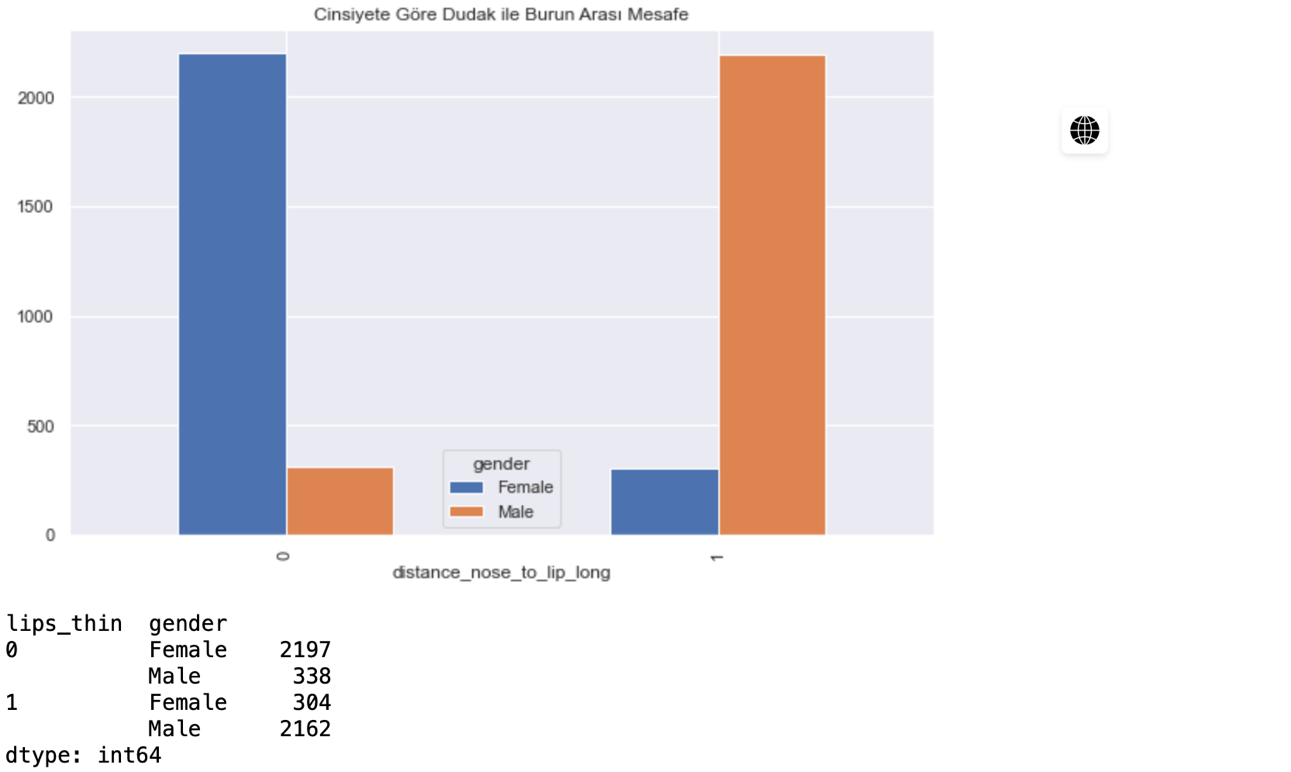 Cinsiyete Göre Dudak ile Burun Arası Mesafe
2000
1500
1000
500
0
gender
Female
Male
0
1
distance_nose_to_lip_long
lips_thin gender
0 Female 2197
Male 338
1 Female 304
Male 2162
dtype: int64